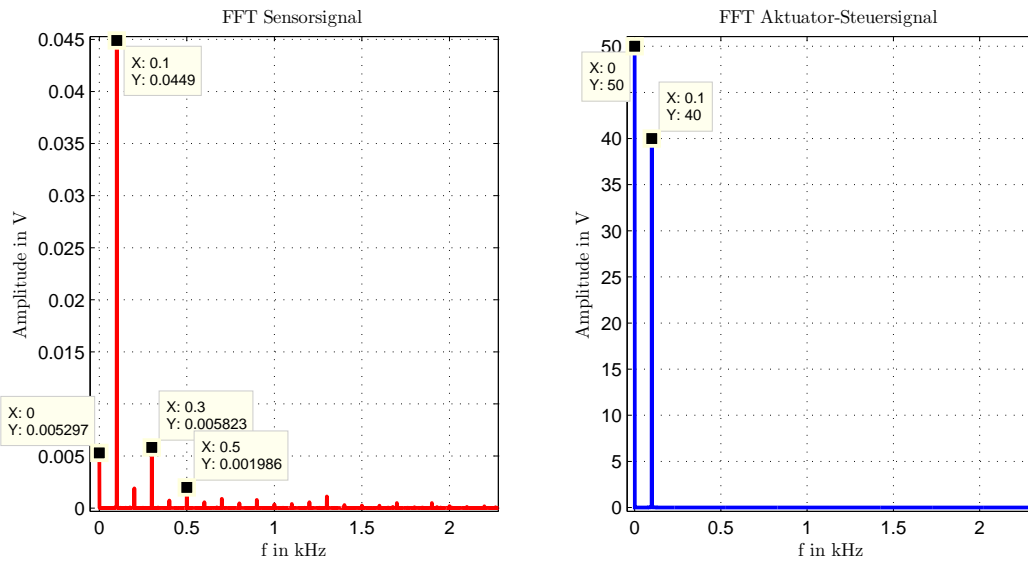 FFT Sensorsignal
0.045
0.04
0.035
0.03
0.025
0.02
0.015
0.01
0.005
0
Amplitude in V
X: 0.1
Y: 0.0449
X: 0
Y: 0.005297
X: 0.3
Y: 0.005823
X: 0.5
Y: 0.001986
0 0.5 1 1.5 2
f in kHz
FFT Aktuator-Steuersignal
50
45
40
35
30
25
20
15
10
5
0
Amplitude in V
X: 0
Y: 50
X: 0.1
Y: 40
0 0.5 1 1.5 2
f in kHz